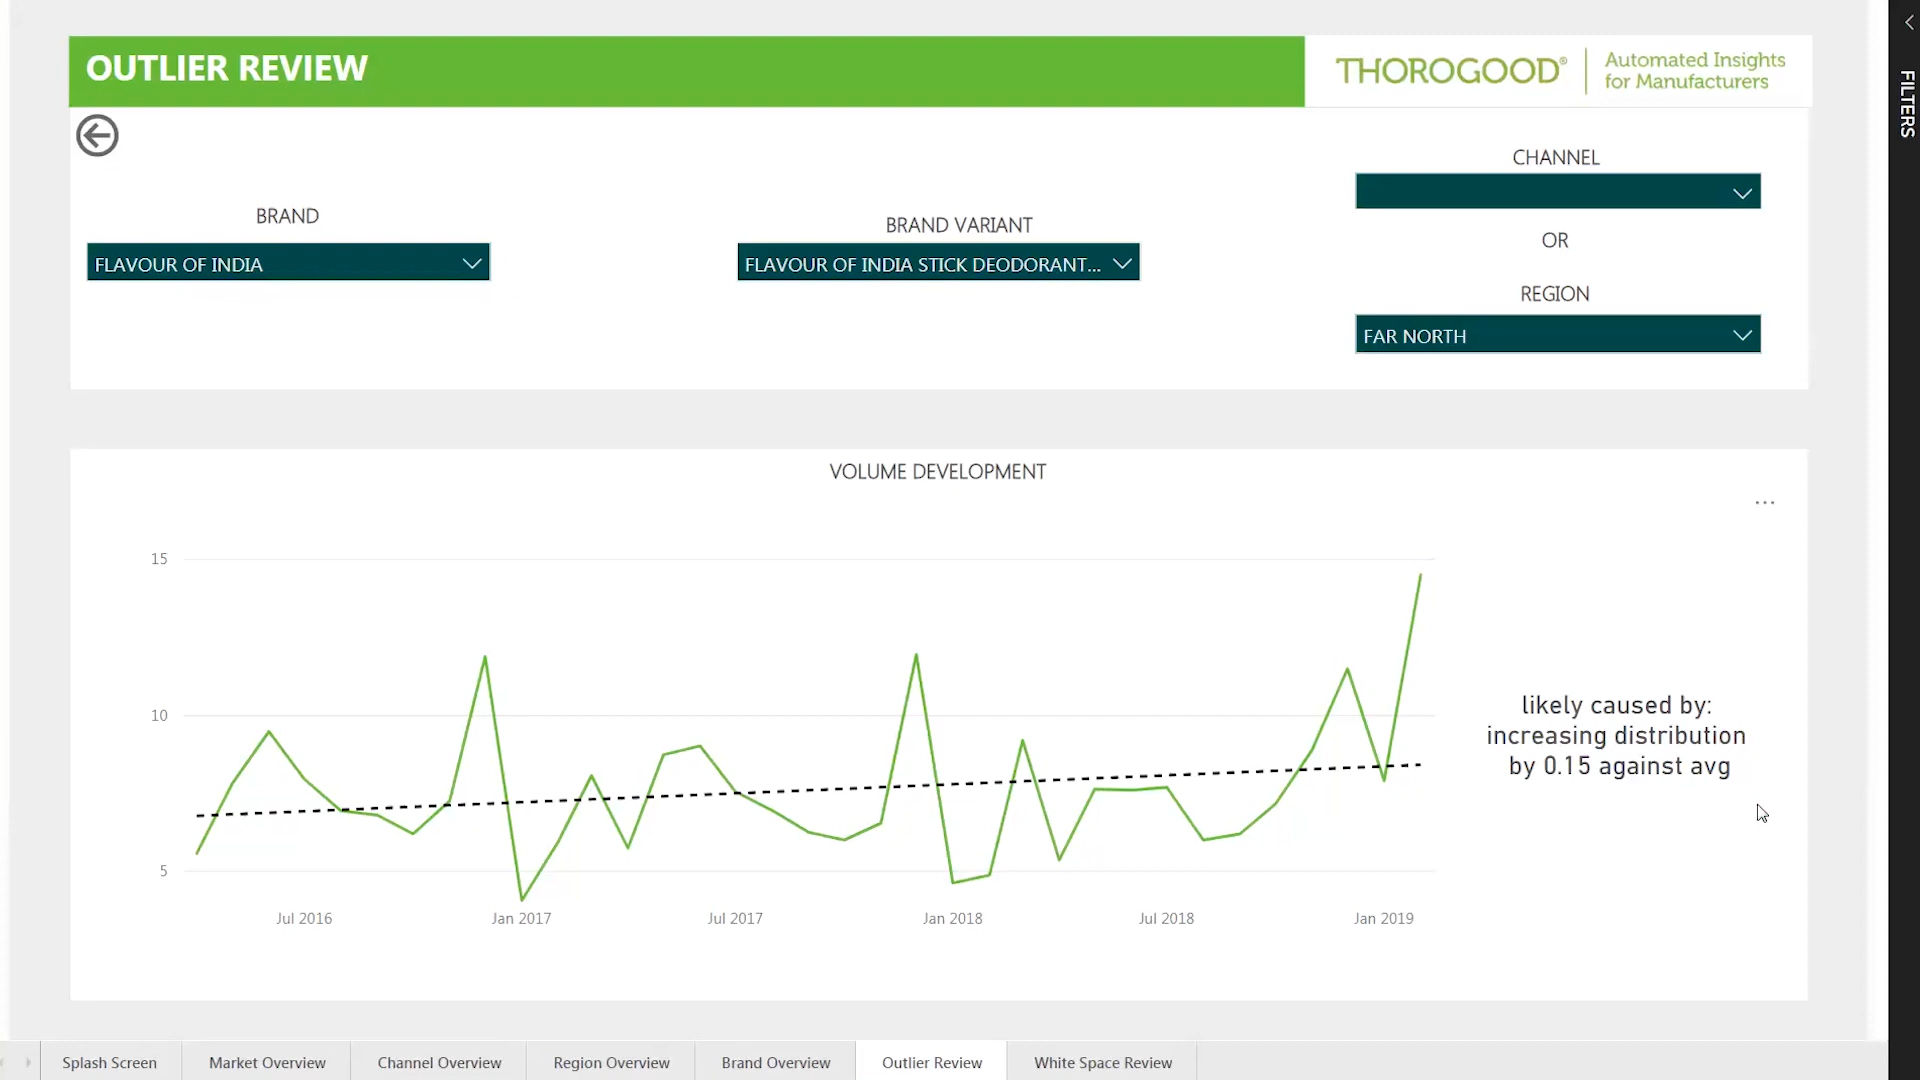 OUTLIER REVIEW
THOROGOOD®
Automated Insights
for Manufacturers
FILTERS
CHANNEL
BRAND
BRAND VARIANT
FLAVOUR OF INDIA
FLAVOUR OF INDIA STICK DEODORANT...
OR
REGION
FAR NORTH
VOLUME DEVELOPMENT
...
15
10
5
Jul 2016
Jan 2017
Jul 2017
Jan 2018
Jul 2018
Jan 2019
likely caused by:
increasing distribution
by 0.15 against avg
Splash Screen
Market Overview
Channel Overview
Region Overview
Brand Overview
Outlier Review
White Space Review